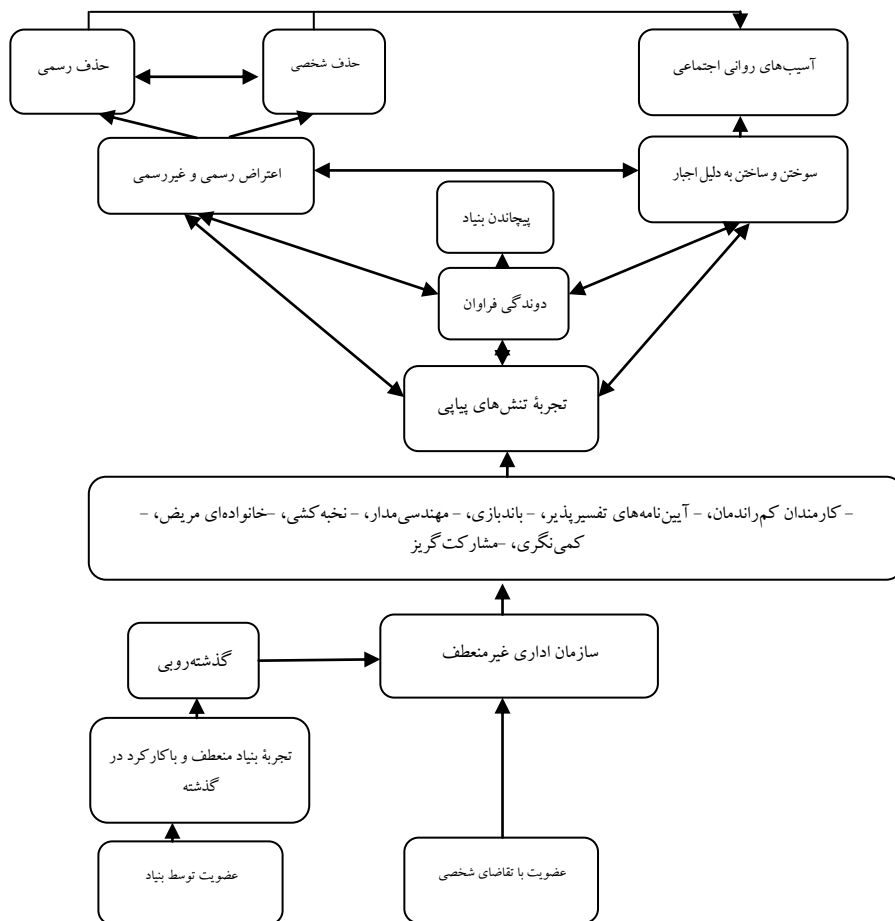 آسیب‌های روانی اجتماعی
حذف شخصی
حذف رسمی
سوختن و ساختن به دلیل اجبار
اعتراض رسمی و غیررسمی
پیچاندن بنیاد
دوندگی فراوان
تجربۀ تنش‌های پیاپی
– کارمندان کم‌راندمان، – آیین‌نامه‌های تفسیرپذیر، – باندبازی، – مهندسی‌مدار، – نخبه‌کشی، –خانواده‌ای مریض، –
کمی‌نگری، –مشارکت‌گریز
سازمان اداری غیرمنعطف
گذشته‌روبی
تجربۀ بنیاد منعطف و باکارکرد در
گذشته
عضویت با تقاضای شخصی
عضویت توسط بنیاد